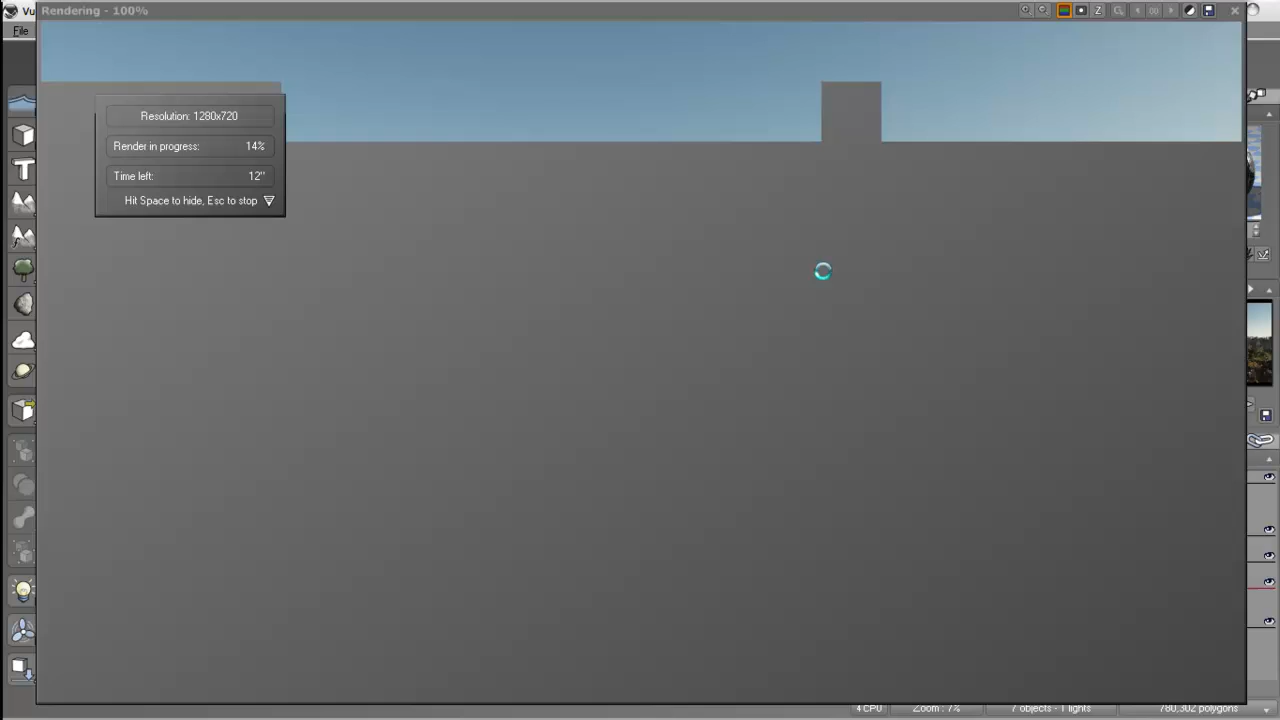 Rendering - 100%
Vu
File
Z
Resolution: 1280x720
Render in progress: 14%
Time left: 12"
Hit Space to hide, Esc to stop
4 CPU
Zoom : 7%
7 objects - 1 lights
780,302 polygons